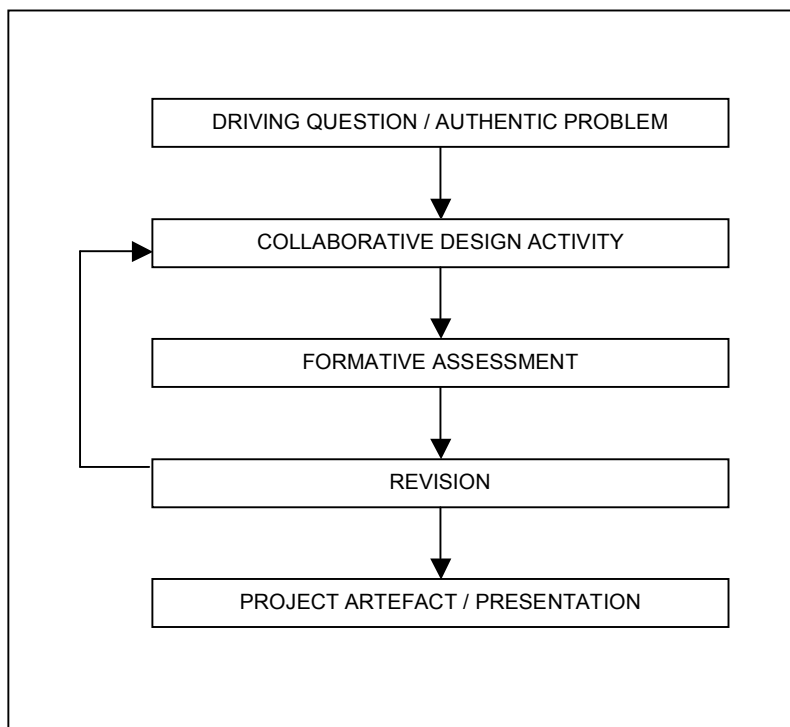 DRIVING QUESTION / AUTHENTIC PROBLEM
COLLABORATIVE DESIGN ACTIVITY
FORMATIVE ASSESSMENT
REVISION
PROJECT ARTEFACT / PRESENTATION